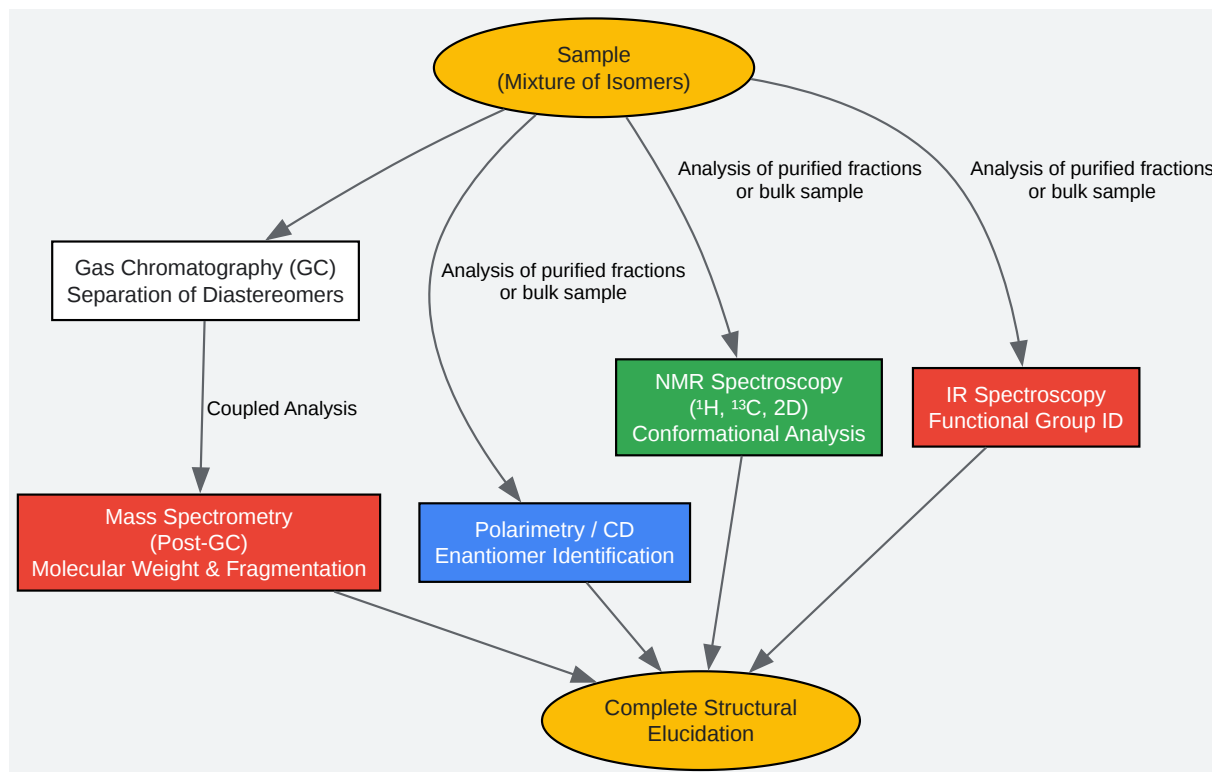 Sample
(Mixture of Isomers)
Analysis of purified fractions
or bulk sample
Analysis of purified fractions
or bulk sample
Gas Chromatography (GC)
Separation of Diastereomers
Analysis of purified fractions
or bulk sample
NMR Spectroscopy
(¹H, ¹³C, 2D)
Conformational Analysis
IR Spectroscopy
Functional Group ID
Coupled Analysis
Mass Spectrometry
(Post-GC)
Molecular Weight & Fragmentation
Polarimetry / CD
Enantiomer Identification
Complete Structural
Elucidation